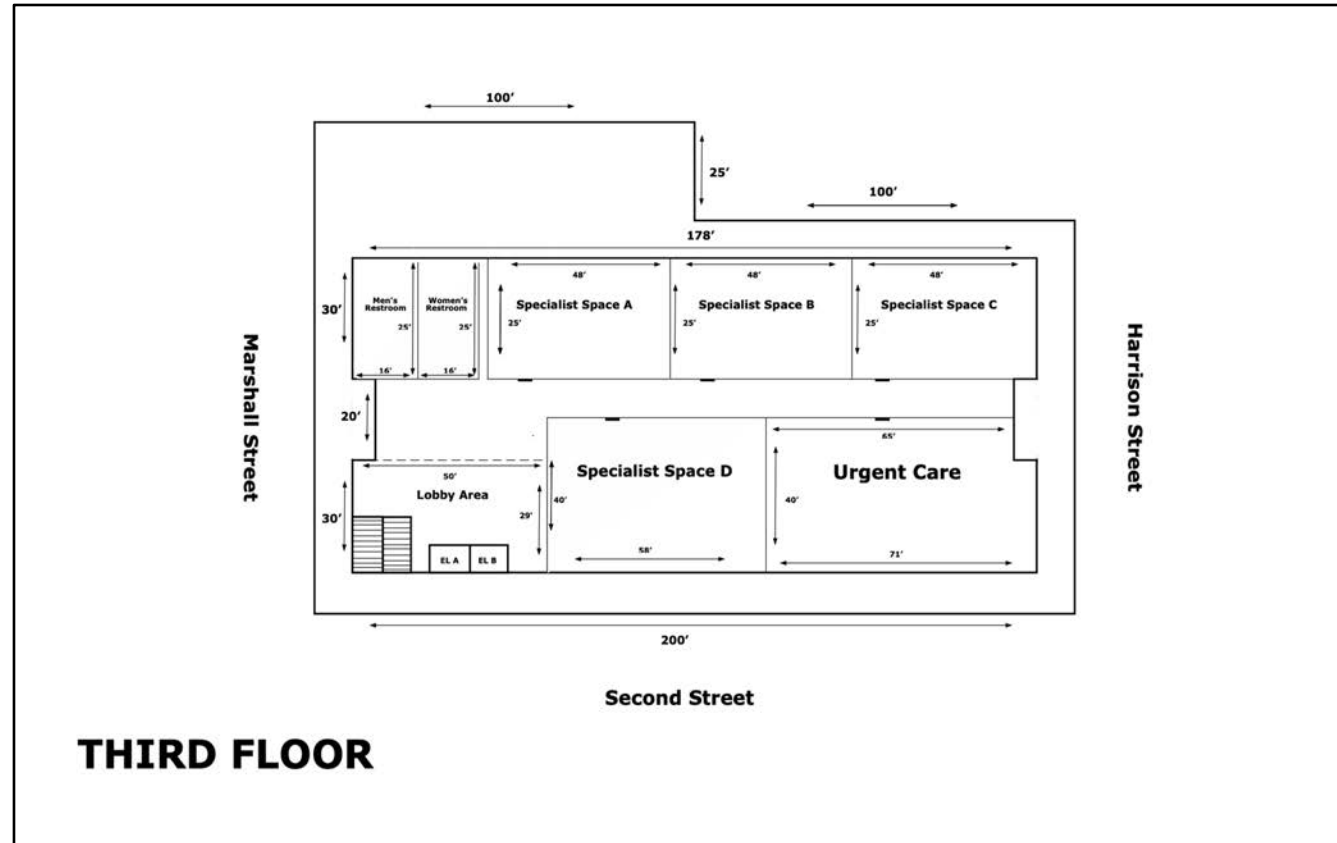 100’
25’
100’
178’
48’
48’
48’
30’
Men's
Restroom
Women's
Restroom
Specialist Space A
Specialist Space B
Specialist Space C
25’
25’
25’
25’
25’
16’
16’
Marshall Street
Harrison Street
20’
65’
50’
Specialist Space D
Urgent Care
Lobby Area
30’
29’
40’
40’
58’
71’
EL A
EL B
200’
Second Street
THIRD FLOOR